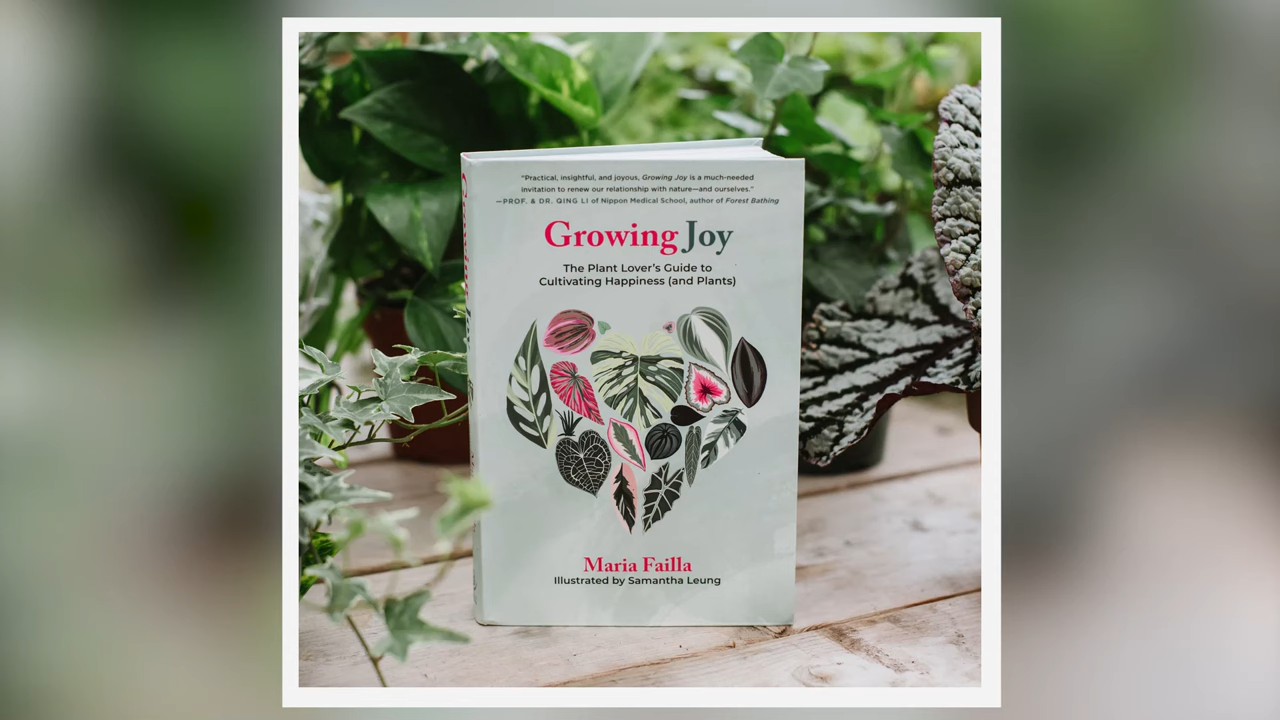 "Practical, insightful, and joyous, Growing Joy is a much-needed
invitation to renew our relationship with nature—and ourselves."
—PROF. & DR. QING LI of Nippon Medical School, author of Forest Bathing
Growing Joy
The Plant Lover's Guide to
Cultivating Happiness (and Plants)
Maria Failla
Illustrated by Samantha Leung